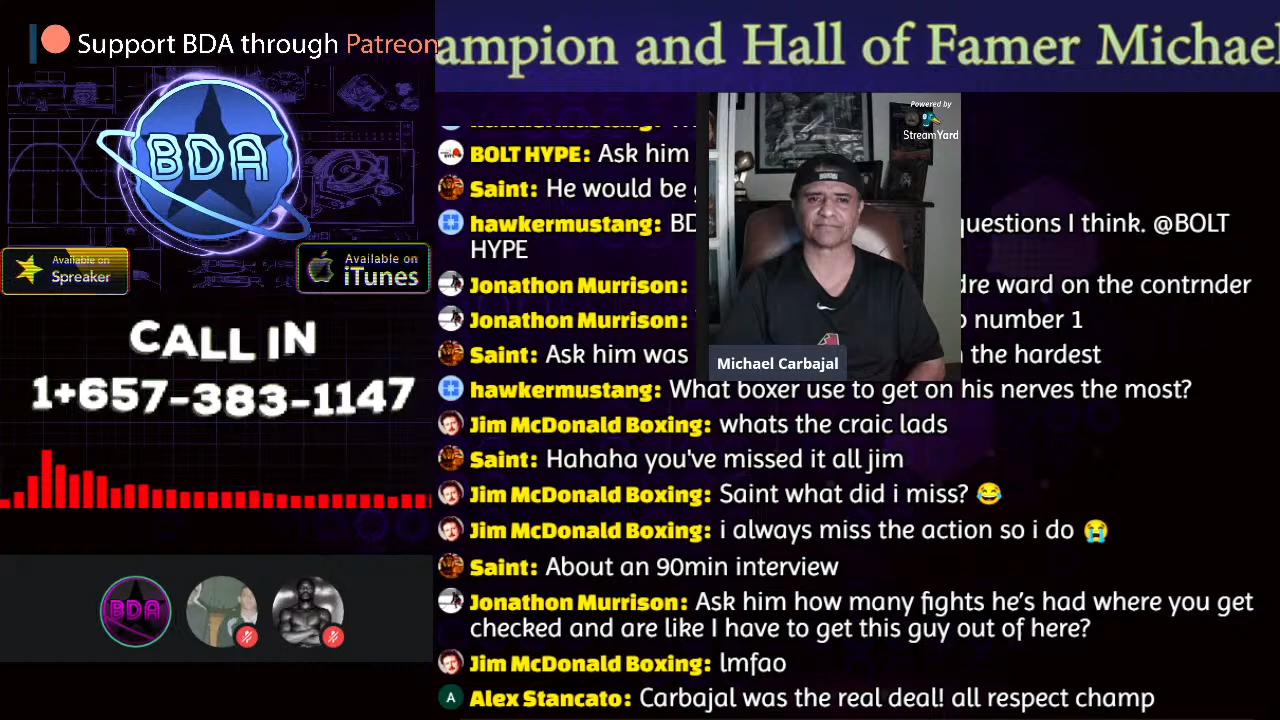 Support BDA through Patreon
ampion and Hall of Famer Michael
BDA
Available on
Spreaker
Available on
iTunes
CALL IN
1+657-383-1147
BDA
Powered by
StreamYard
BOLT HYPE: Ask him
Saint: He would be
hawkermustang: BD questions I think. @BOLT
HYPE
Jonathon Murrison: dre ward on the contrnder
Jonathon Murrison: number 1
Saint: Ask him was the hardest
Michael Carbajal
hawkermustang: What boxer use to get on his nerves the most?
Jim McDonald Boxing: whats the craic lads
Saint: Hahaha you've missed it all jim
Jim McDonald Boxing: Saint what did i miss? 😂
Jim McDonald Boxing: i always miss the action so i do 😭
Saint: About an 90min interview
Jonathon Murrison: Ask him how many fights he's had where you get
checked and are like I have to get this guy out of here?
Jim McDonald Boxing: lmfao
A
Alex Stancato: Carbajal was the real deal! all respect champ